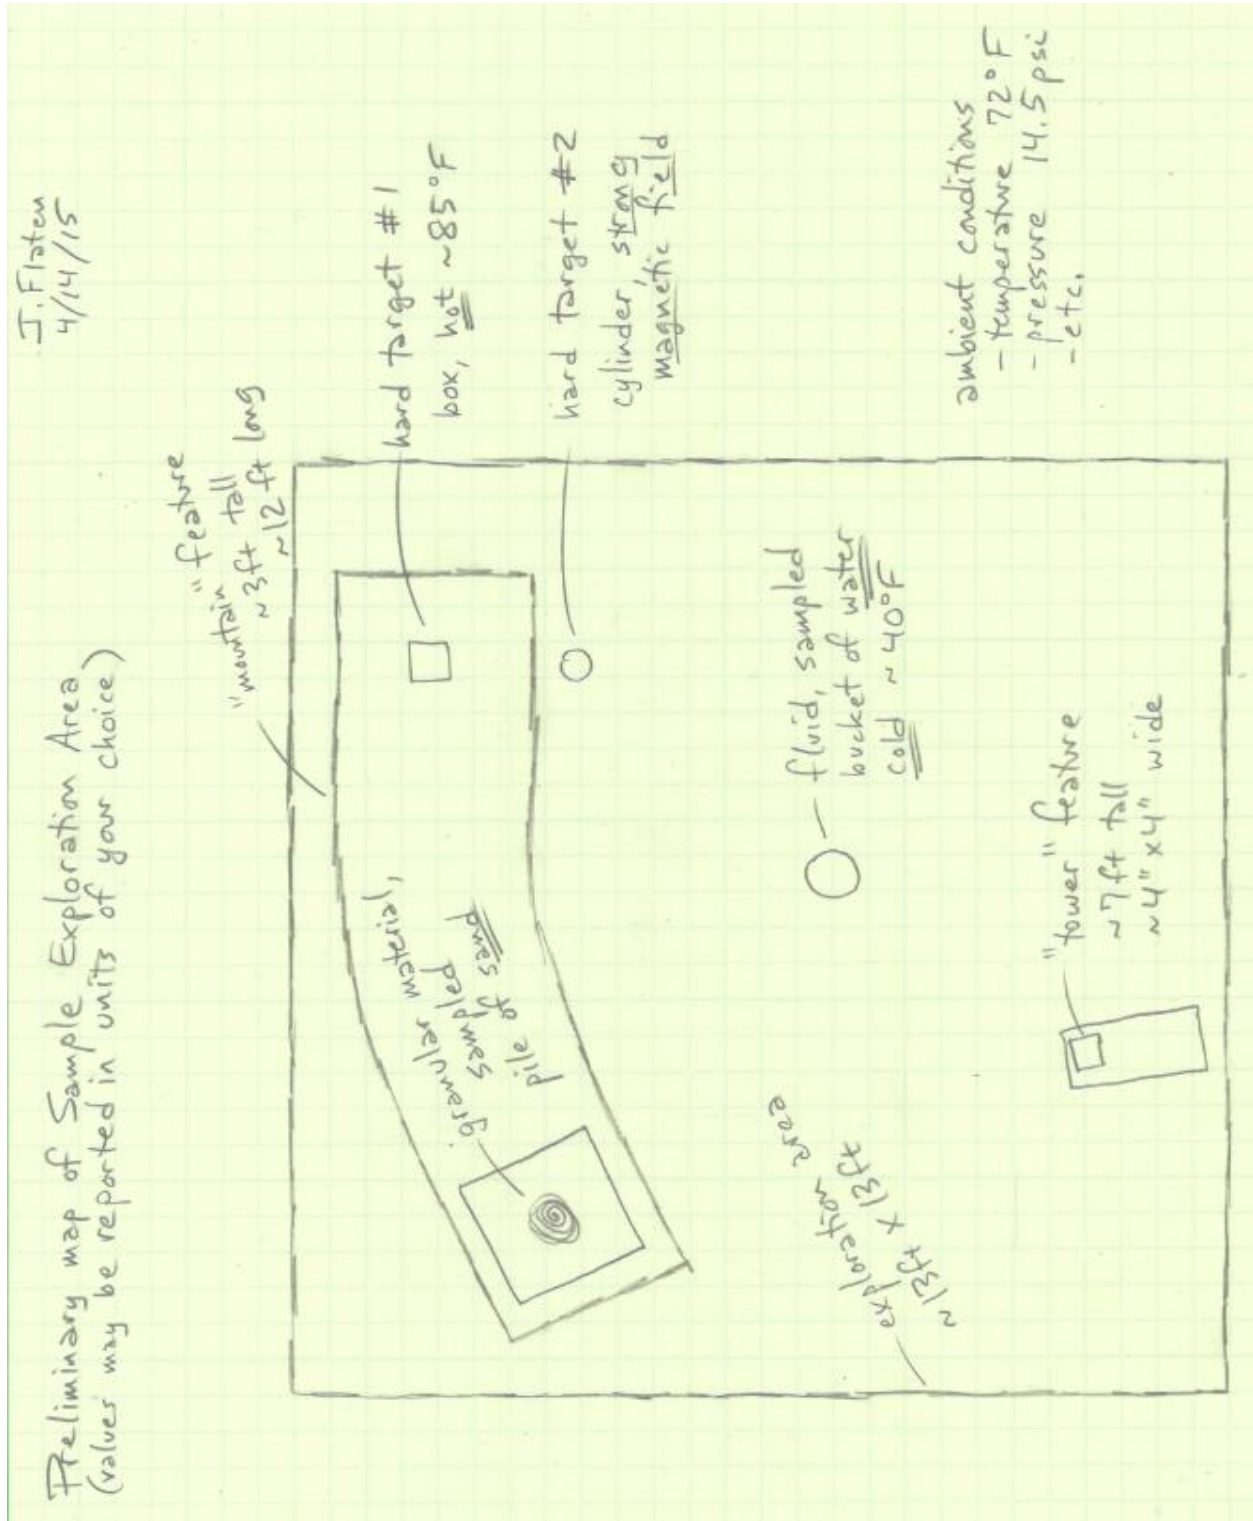 Preliminary map of Sample Exploration Area
(values may be reported in units of your choice)
J. Flaten
4/14/15
"mountain" feature
~3ft tall
~12 ft long
hard target #1
box, hot ~85°F
hard target #2
cylinder, strong
magnetic field
granular material,
sampled
pile of sand
fluid, sampled
bucket of water
cold ~40°F
exploration area
~13ft x 13ft
"tower" feature
~7ft tall
~4"x4" wide
ambient conditions
- temperature 72°F
- pressure 14.5 psi
- etc.